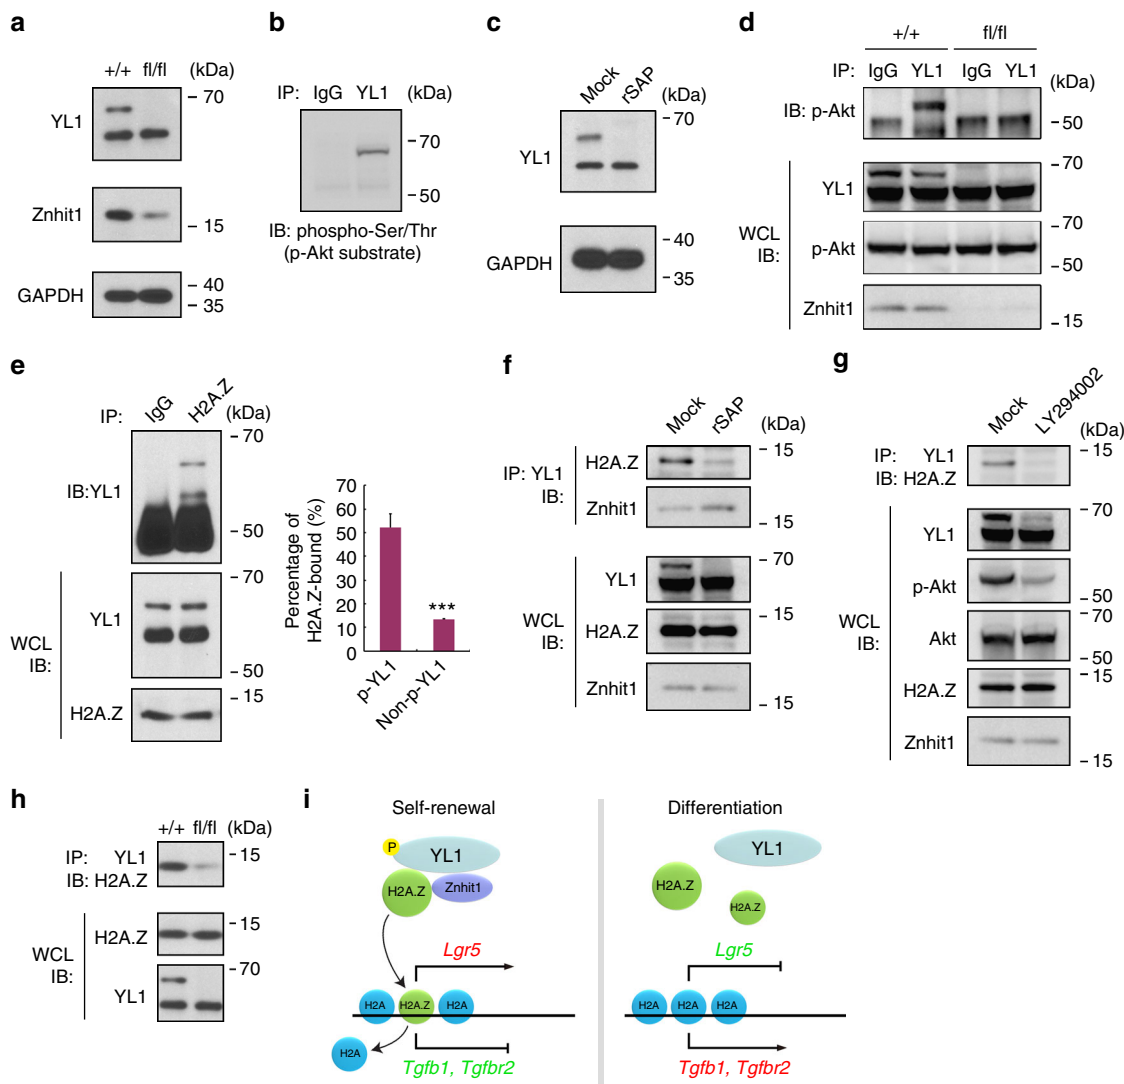 a
+/+ fl/fl (kDa)
YL1
70
Znhit1
15
GAPDH
40
35
b
IP: IgG YL1 (kDa)
70
50
IB: phospho-Ser/Thr
(p-Akt substrate)
c
Mock rSAP (kDa)
YL1
70
GAPDH
40
35
d
+/+ fl/fl
IP: IgG YL1 IgG YL1 (kDa)
IB: p-Akt
50
WCL
IB:
YL1
70
p-Akt
70
50
Znhit1
15
e
IP: IgG H2A.Z (kDa)
IB:YL1
70
50
WCL
IB:
YL1
70
50
H2A.Z
15
Percentage of
H2A.Z-bound (%)
70
60
50
40
30
20
10
0
***
p-YL1
Non-p-YL1
f
Mock rSAP (kDa)
IP: YL1
IB:
H2A.Z
15
Znhit1
15
WCL
IB:
YL1
70
H2A.Z
15
Znhit1
15
g
Mock LY294002 (kDa)
IP: YL1
IB: H2A.Z
15
WCL
IB:
YL1
70
p-Akt
50
Akt
70
50
H2A.Z
15
Znhit1
15
h
+/+ fl/fl (kDa)
IP: YL1
IB: H2A.Z
15
WCL
IB:
H2A.Z
15
YL1
70
i
Self-renewal
P
YL1
H2A.Z
Znhit1
Lgr5
H2A H2A.Z H2A
H2A
Tgfb1, Tgfbr2
Differentiation
YL1
H2A.Z
H2A.Z
Lgr5
H2A H2A H2A
Tgfb1, Tgfbr2